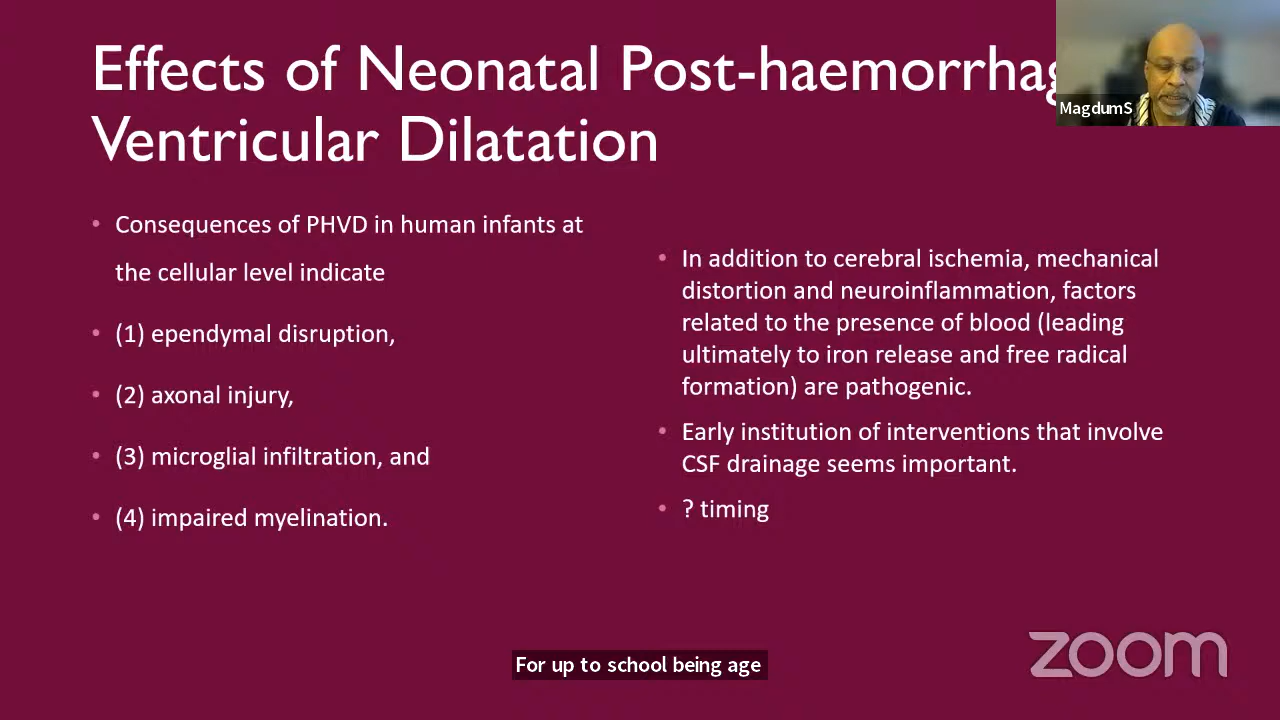 Effects of Neonatal Post-haemorrhag
Ventricular Dilatation
MagdumS
• Consequences of PHVD in human infants at
the cellular level indicate
• (1) ependymal disruption,
• (2) axonal injury,
• (3) microglial infiltration, and
• (4) impaired myelination.
• In addition to cerebral ischemia, mechanical
distortion and neuroinflammation, factors
related to the presence of blood (leading
ultimately to iron release and free radical
formation) are pathogenic.
• Early institution of interventions that involve
CSF drainage seems important.
• ? timing
For up to school being age
zoom